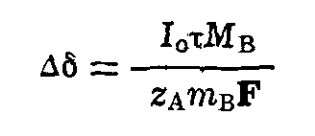 Δδ = I₀τM_B / z_A m_B F